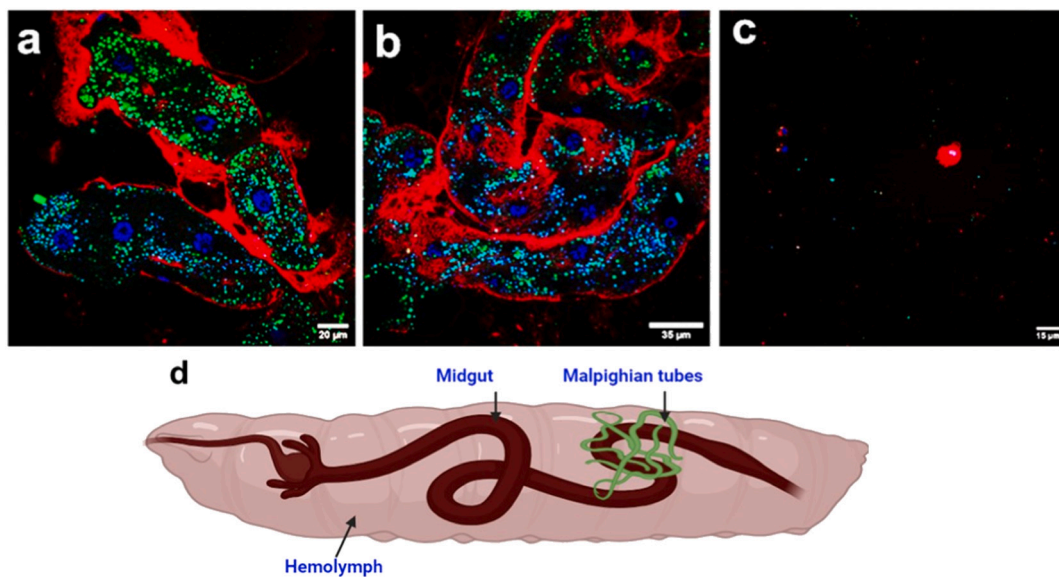 a
b
c
20 µm
35 µm
15 µm
d
Midgut
Malpighian tubes
Hemolymph